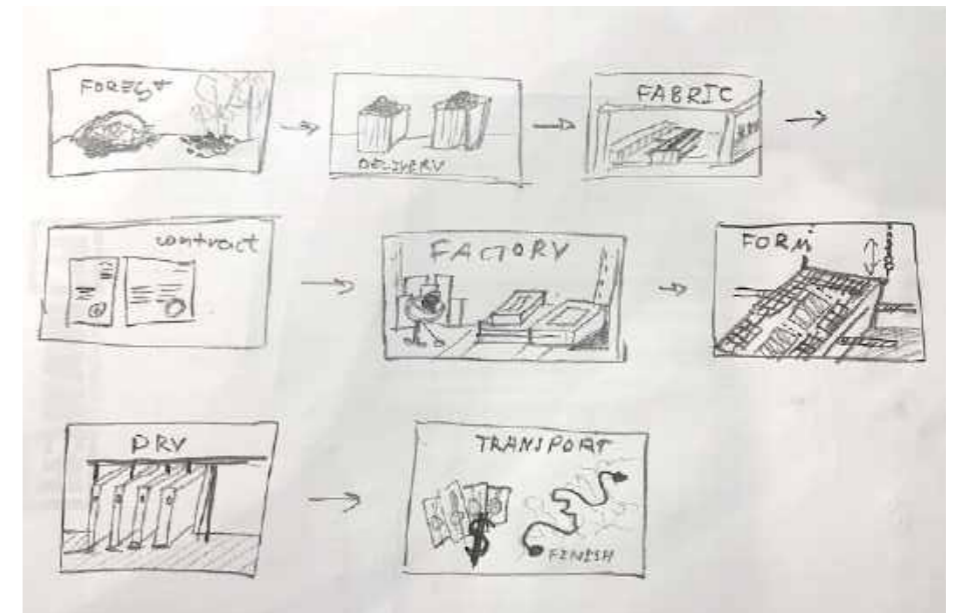 FOREST
DELIVERY
FABRIC
contract
FACTORY
FORM
DRY
TRANSPORT
$
FINISH